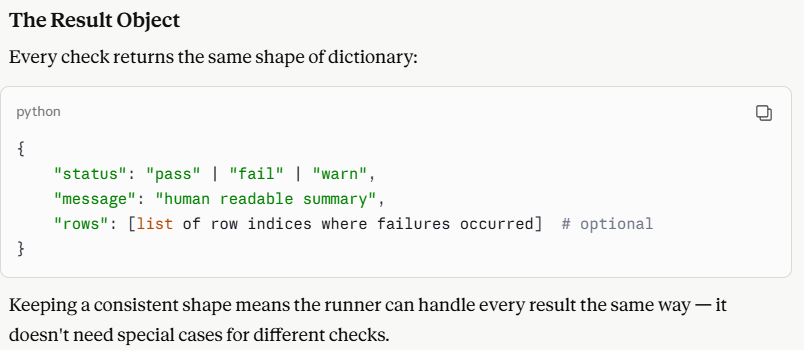 The Result Object
Every check returns the same shape of dictionary:
python
{
    "status": "pass" | "fail" | "warn",
    "message": "human readable summary",
    "rows": [list of row indices where failures occurred]  # optional
}
Keeping a consistent shape means the runner can handle every result the same way — it
doesn't need special cases for different checks.